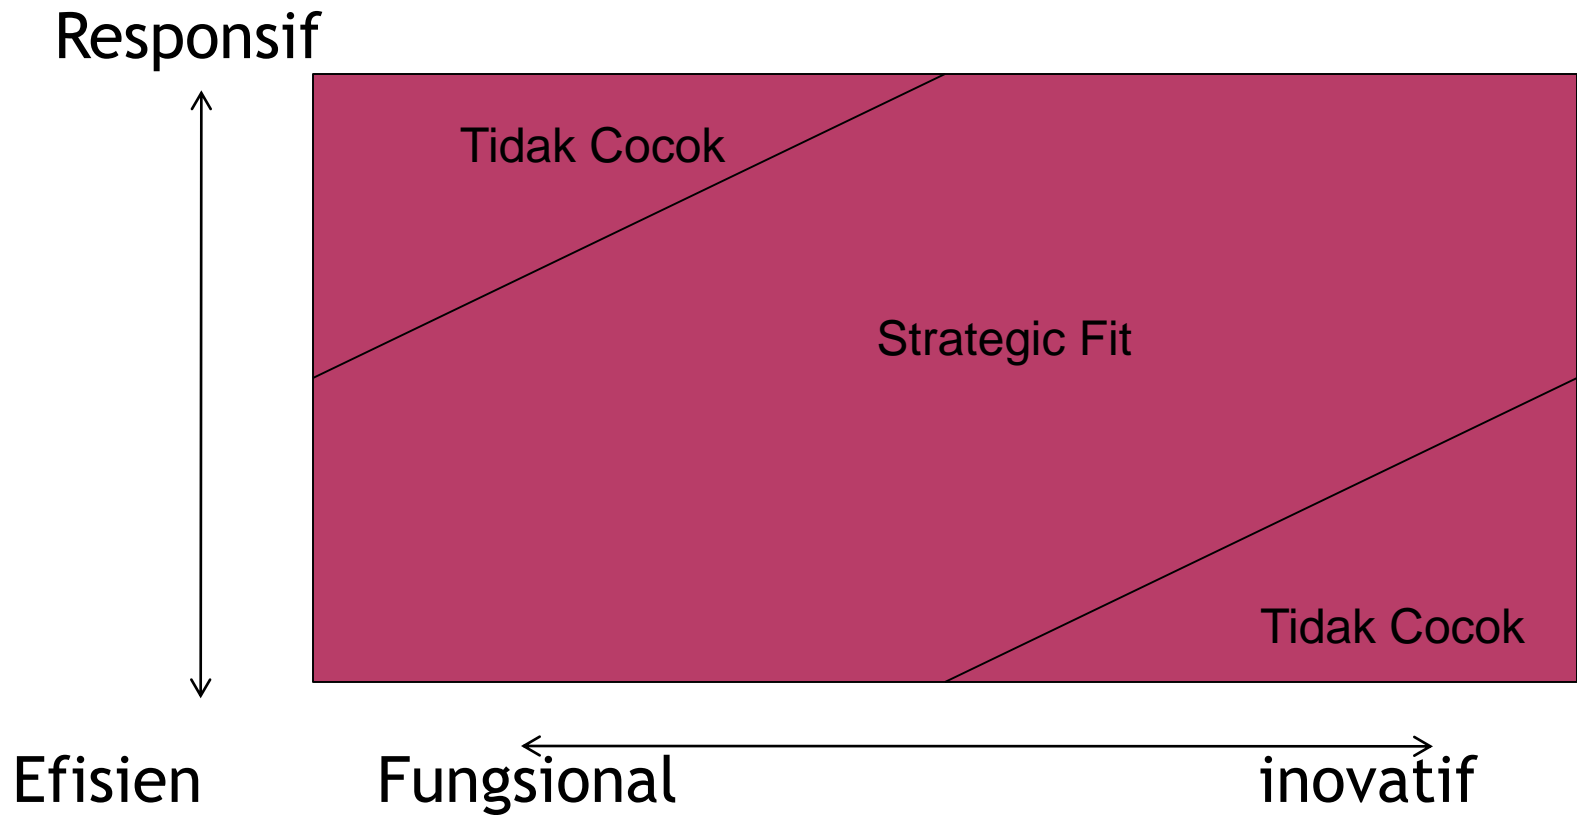 Responsif
Tidak Cocok
Strategic Fit
Tidak Cocok
Efisien
Fungsional
inovatif